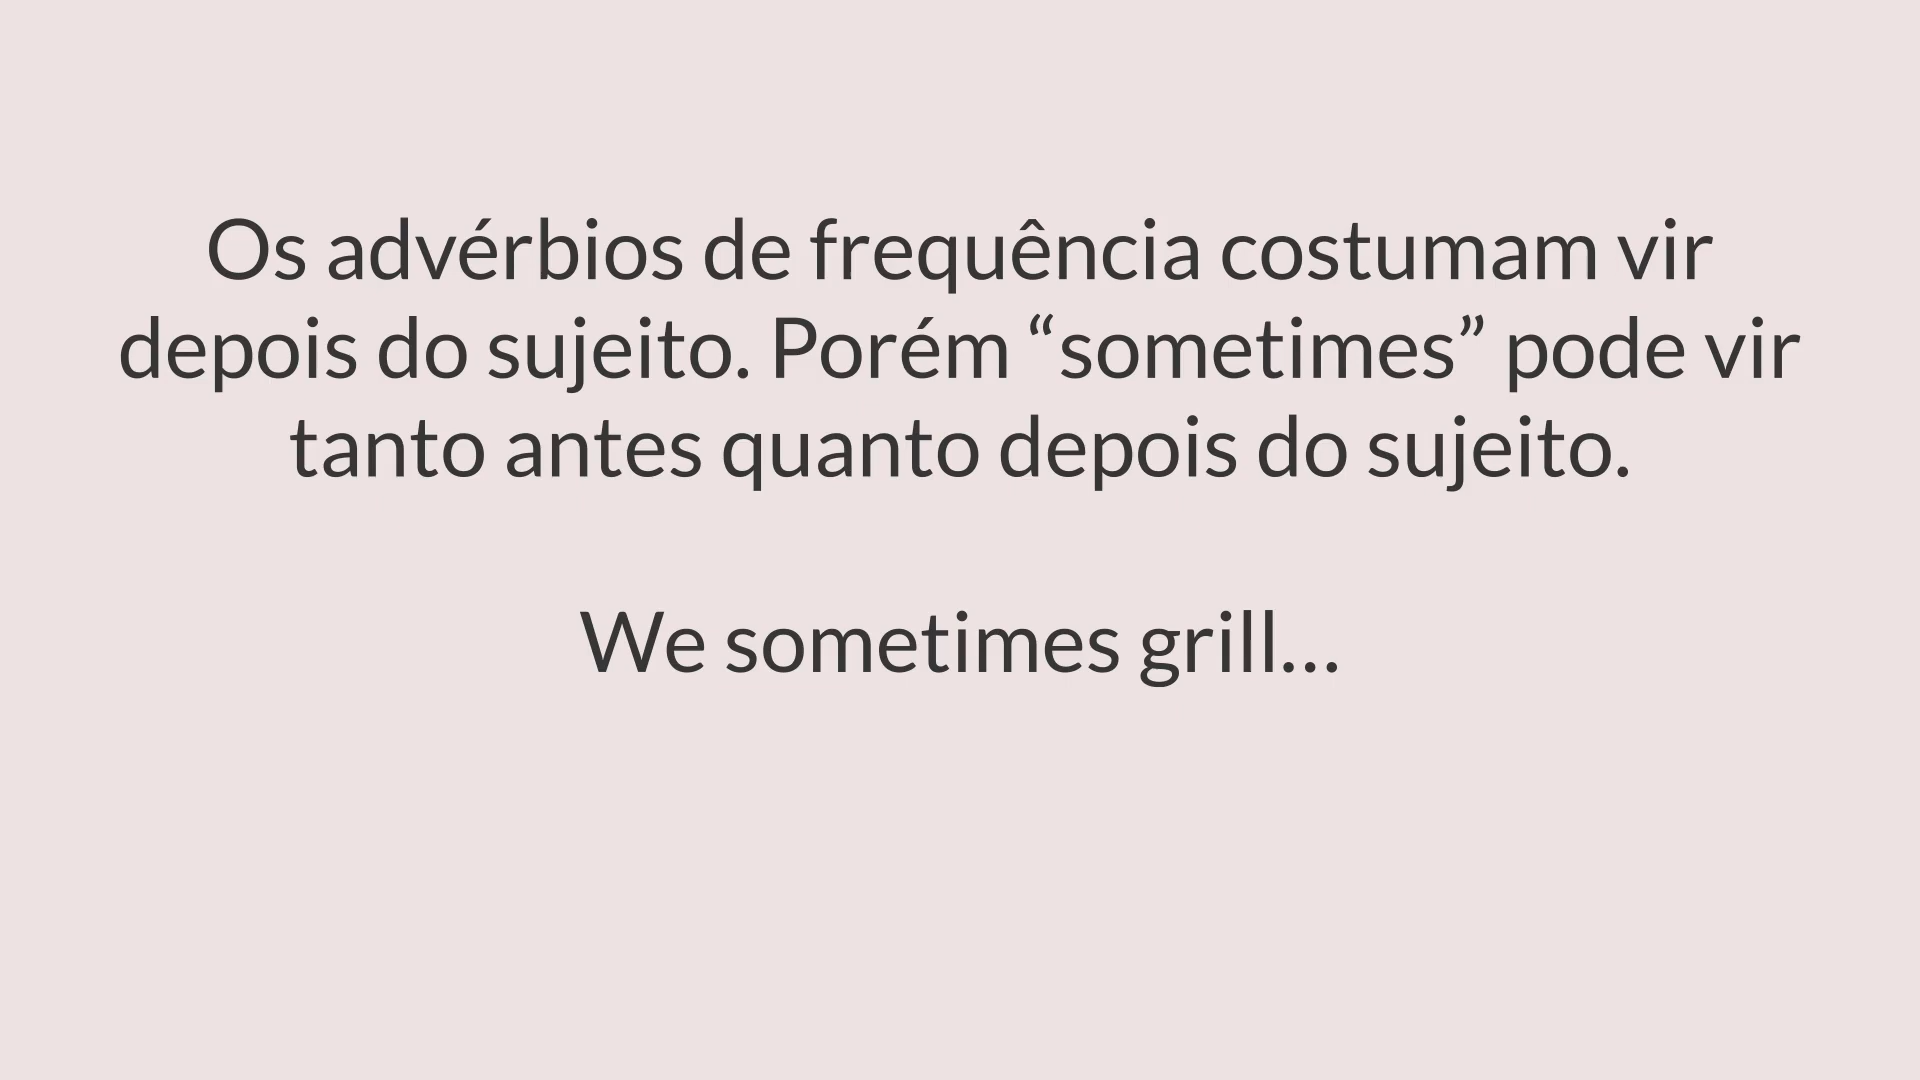 Os advérbios de frequência costumam vir
depois do sujeito. Porém “sometimes” pode vir
tanto antes quanto depois do sujeito.
We sometimes grill...